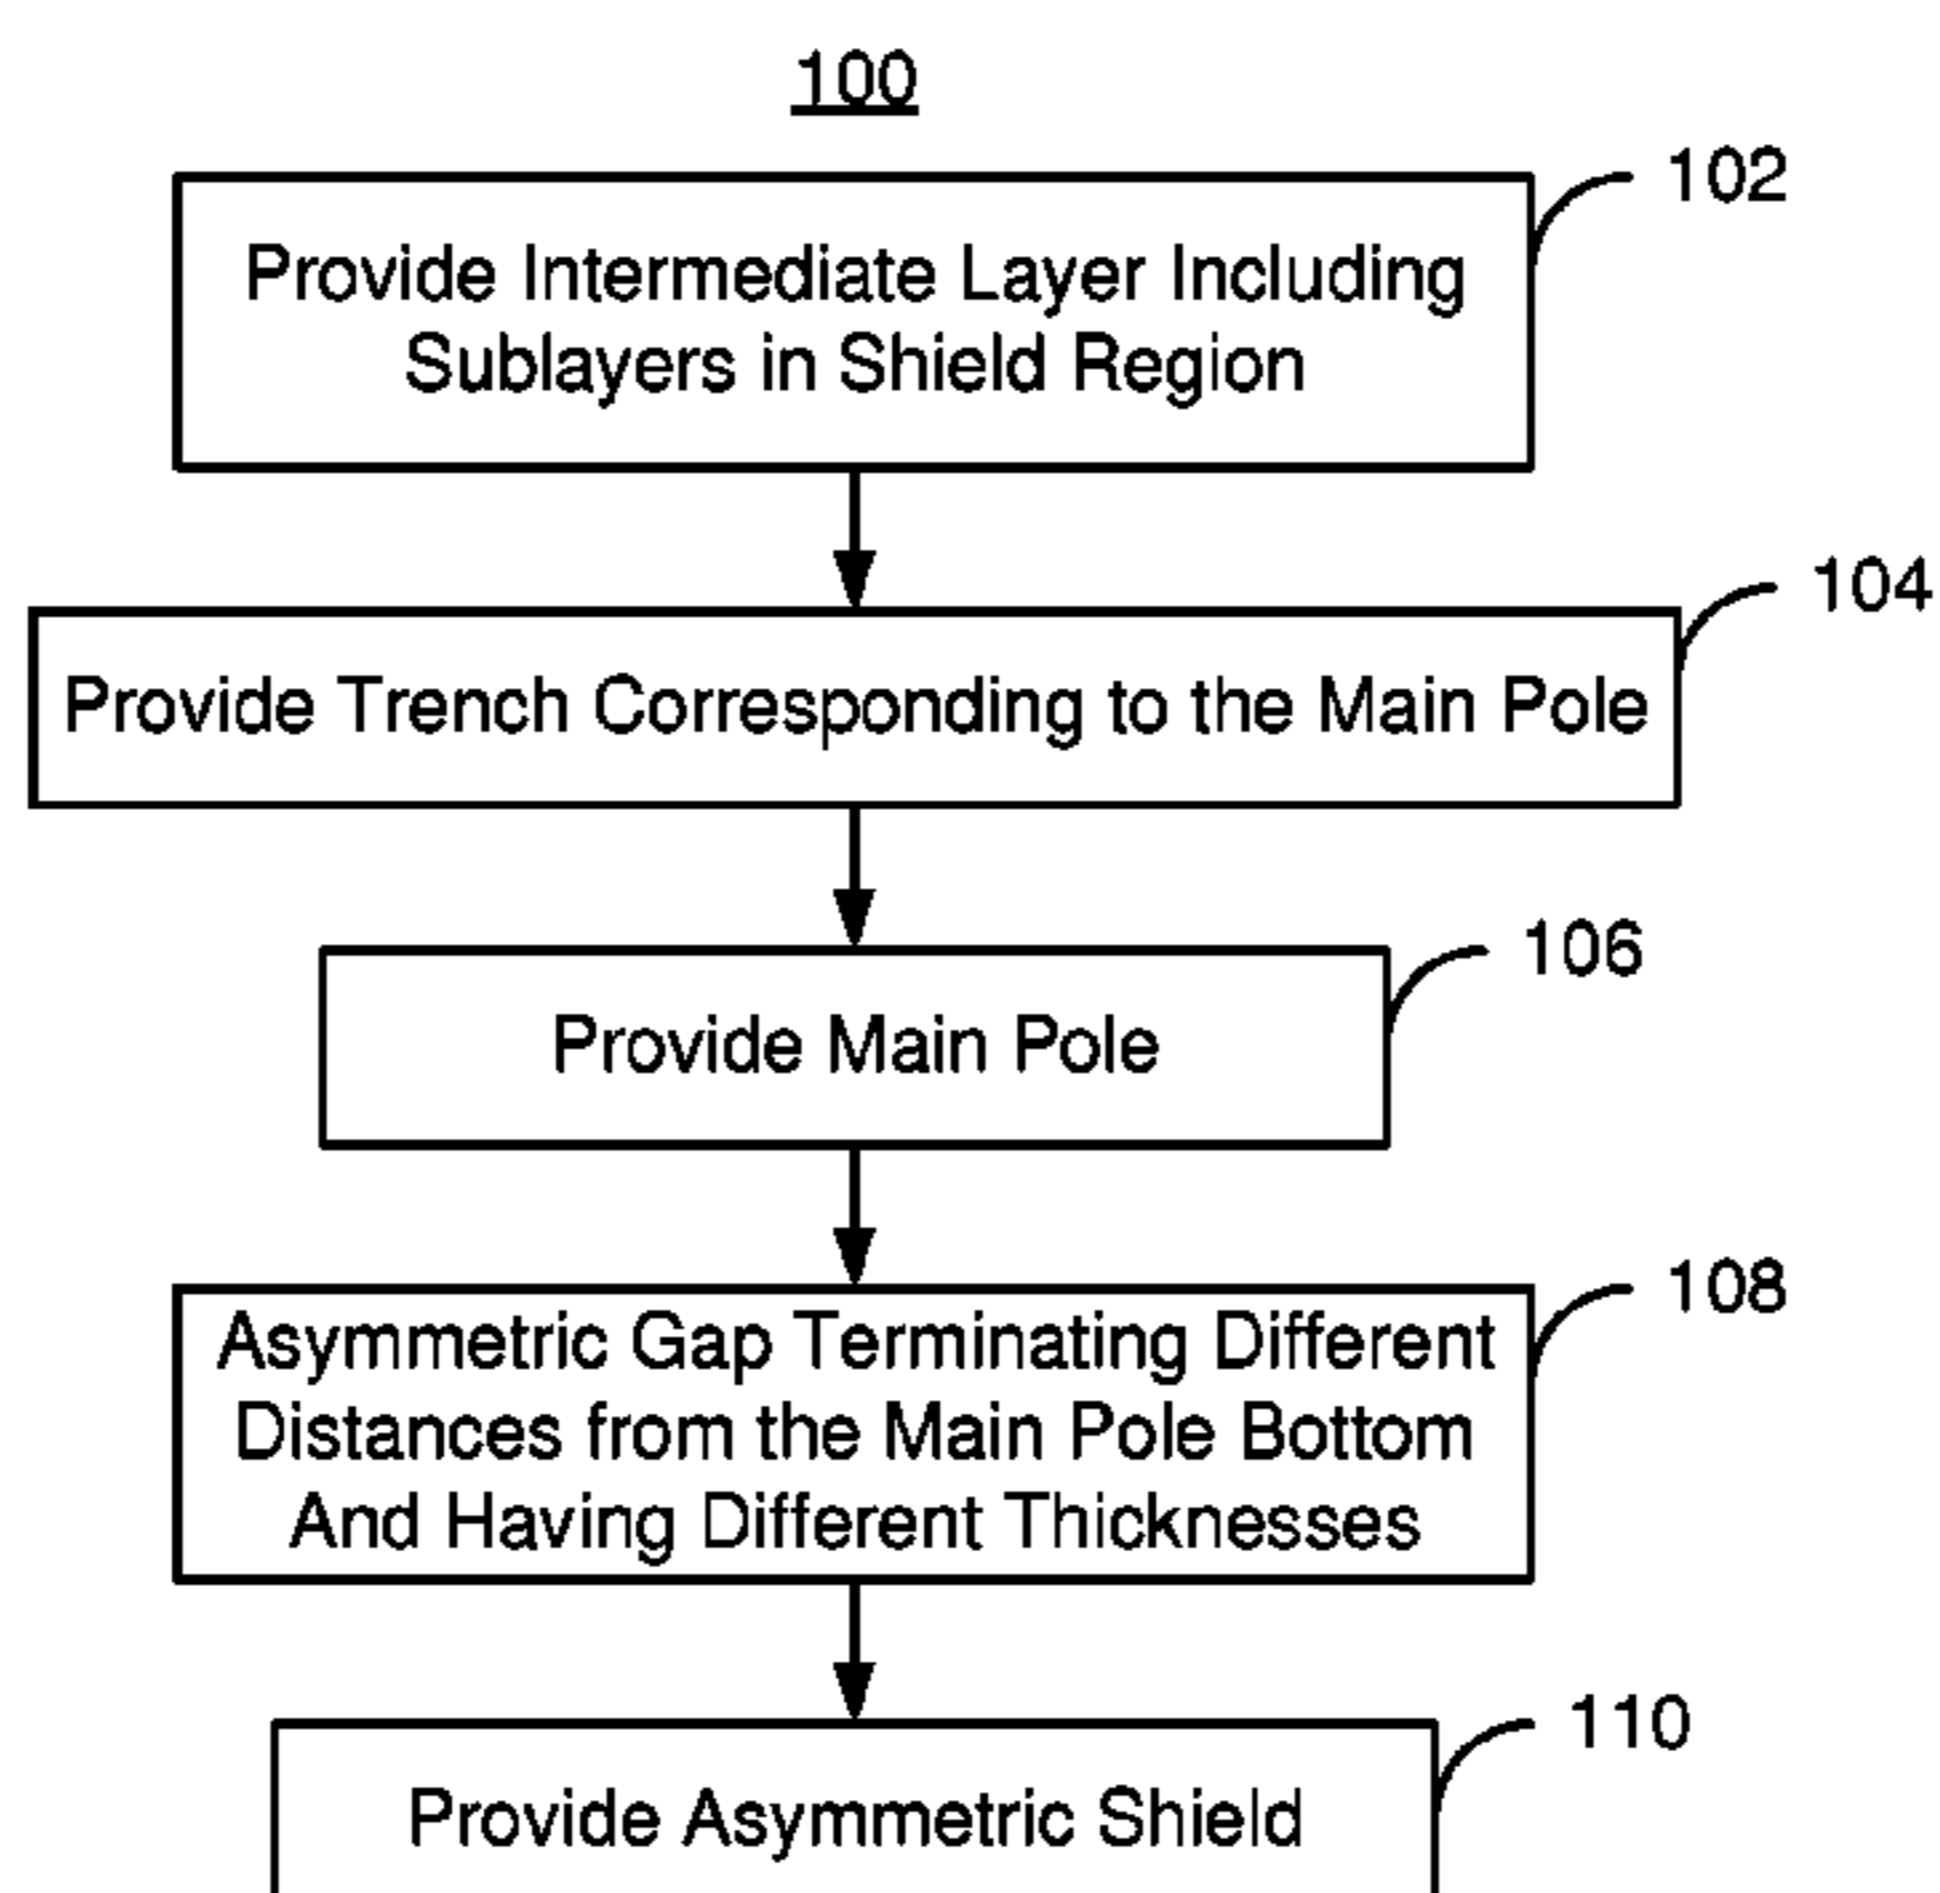 100
102
Provide Intermediate Layer Including
Sublayers in Shield Region
104
Provide Trench Corresponding to the Main Pole
106
Provide Main Pole
108
Asymmetric Gap Terminating Different
Distances from the Main Pole Bottom
And Having Different Thicknesses
110
Provide Asymmetric Shield